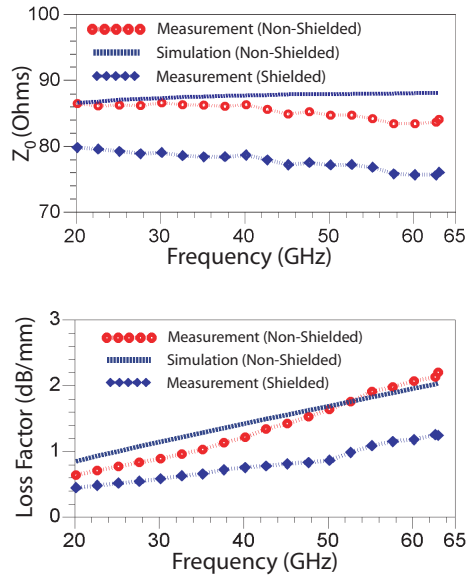 100
90
80
70
Z0 (Ohms)
Measurement (Non-Shielded)
Simulation (Non-Shielded)
Measurement (Shielded)
20 30 40 50 60 65
Frequency (GHz)
3
2
1
0
Loss Factor (dB/mm)
Measurement (Non-Shielded)
Simulation (Non-Shielded)
Measurement (Shielded)
20 30 40 50 60 65
Frequency (GHz)